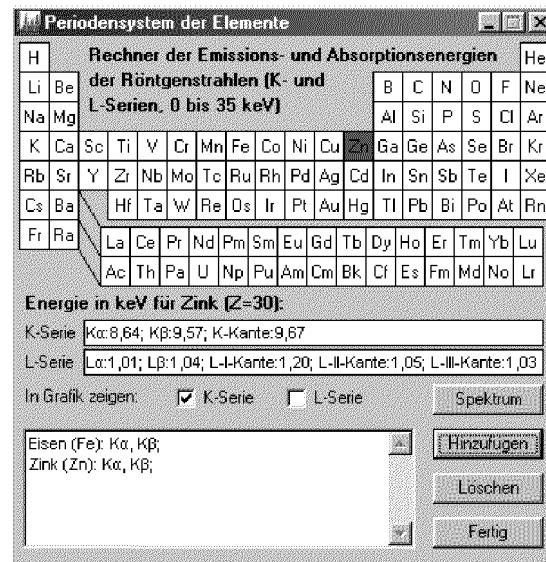 Periodensystem der Elemente
H Rechner der Emissions- und Absorptionsenergien He
Li Be der Röntgenstrahlen (K- und B C N O F Ne
Na Mg L-Serien, 0 bis 35 keV) Al Si P S Cl Ar
K Ca Sc Ti V Cr Mn Fe Co Ni Cu Zn Ga Ge As Se Br Kr
Rb Sr Y Zr Nb Mo Tc Ru Rh Pd Ag Cd In Sn Sb Te I Xe
Cs Ba Hf Ta W Re Os Ir Pt Au Hg Tl Pb Bi Po At Rn
Fr Ra La Ce Pr Nd Pm Sm Eu Gd Tb Dy Ho Er Tm Yb Lu
Ac Th Pa U Np Pu Am Cm Bk Cf Es Fm Md No Lr
Energie in keV für Zink (Z=30):
K-Serie Kα:8,64; Kβ:9,57; K-Kante:9,67
L-Serie Lα:1,01; Lβ:1,04; L-I-Kante:1,20; L-II-Kante:1,05; L-III-Kante:1,03
In Grafik zeigen: K-Serie L-Serie Spektrum
Eisen (Fe): Kα, Kβ; Hinzufügen
Zink (Zn): Kα, Kβ;
Löschen
Fertig